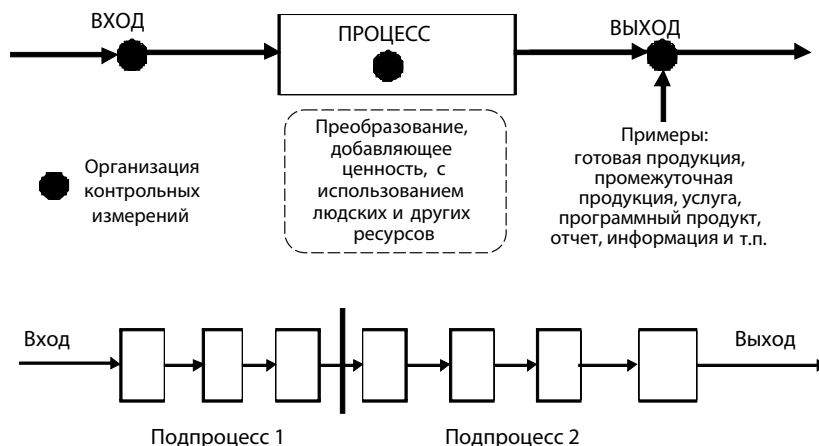 ВХОД
ПРОЦЕСС
ВЫХОД
Преобразование,
добавляющее
ценность, с
использованием
людских и других
ресурсов
Организация
контрольных
измерений
Примеры:
готовая продукция,
промежуточная
продукция, услуга,
программный продукт,
отчет, информация и т.п.
Вход
Выход
Подпроцесс 1
Подпроцесс 2